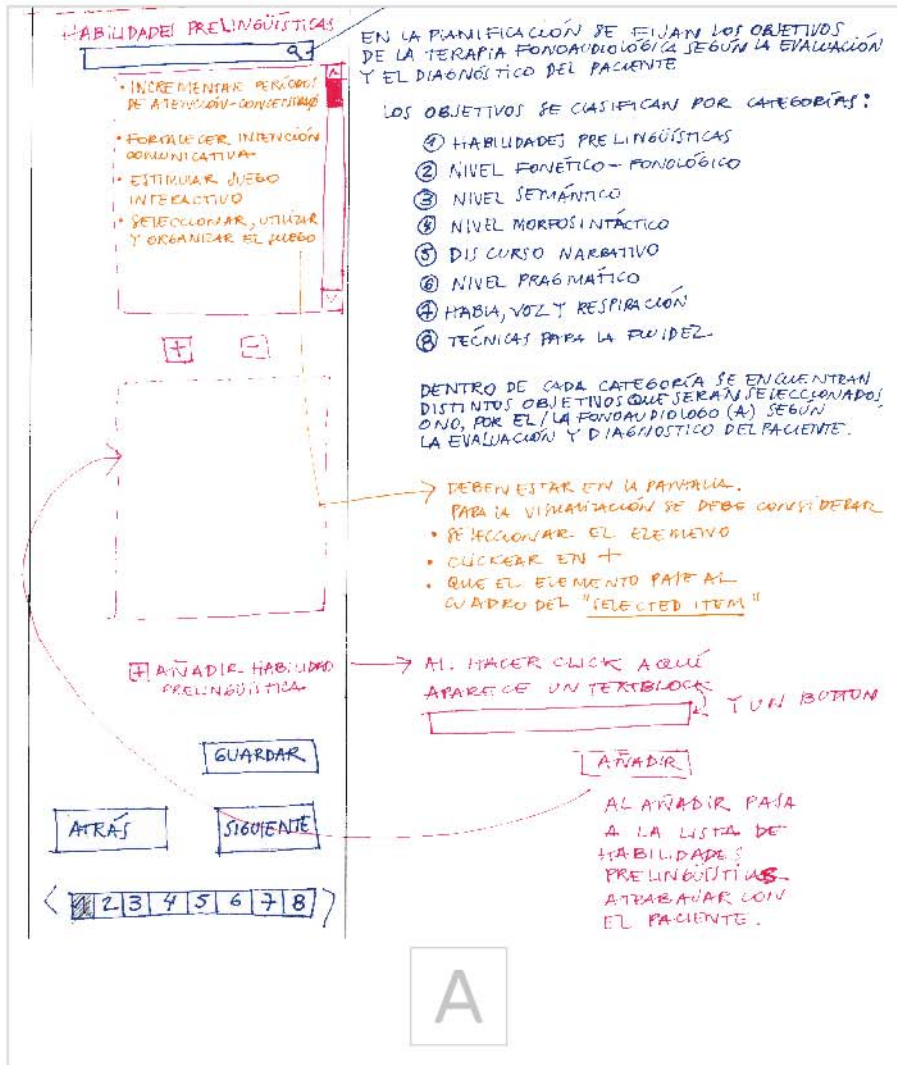 HABILIDADES PRELINGÜÍSTICAS
• INCREMENTAR PERÍODOS
DE ATENCIÓN-CONCENTRACIÓ
• FORTALECER INTENCIÓN
COMUNICATIVA
• ESTIMULAR JUEGO
INTERACTIVO
• SELECCIONAR, UTILIZAR
Y ORGANIZAR EL JUEGO
+ -
+ AÑADIR HABILIDAD
PRELINGÜÍSTICA
GUARDAR
ATRÁS SIGUIENTE
< 1 2 3 4 5 6 7 8 >
EN LA PLANIFICACIÓN SE FIJAN LOS OBJETIVOS
DE LA TERAPIA FONOAUDIOLÓGICA SEGÚN LA EVALUACIÓN
Y EL DIAGNÓSTICO DEL PACIENTE
LOS OBJETIVOS SE CLASIFICAN POR CATEGORÍAS:
① HABILIDADES PRELINGÜÍSTICAS
② NIVEL FONÉTICO-FONOLÓGICO
③ NIVEL SEMÁNTICO
④ NIVEL MORFOSINTÁCTICO
⑤ DISCURSO NARRATIVO
⑥ NIVEL PRAGMÁTICO
⑦ HABLA, VOZ Y RESPIRACIÓN
⑧ TÉCNICAS PARA LA FLUIDEZ
DENTRO DE CADA CATEGORÍA SE ENCUENTRAN
DISTINTOS OBJETIVOS QUE SERÁN SELECCIONADOS,
O NO, POR EL/LA FONOAUDIOLOGO (A) SEGÚN
LA EVALUACIÓN Y DIAGNOSTICO DEL PACIENTE.
DEBEN ESTAR EN LA PANTALLA.
PARA LA VISUALIZACIÓN SE DEBE CONSIDERAR
• SELECCIONAR EL ELEMENTO
• CLICKEAR EN +
• QUE EL ELEMENTO PASE AL
CUADRO DEL "SELECTED ITEM"
AL HACER CLICK AQUÍ
APARECE UN TEXTBLOCK
Y UN BUTTON
AÑADIR
AL AÑADIR PASA
A LA LISTA DE
HABILIDADES
PRELINGÜÍSTICAS
A TRABAJAR CON
EL PACIENTE.
A